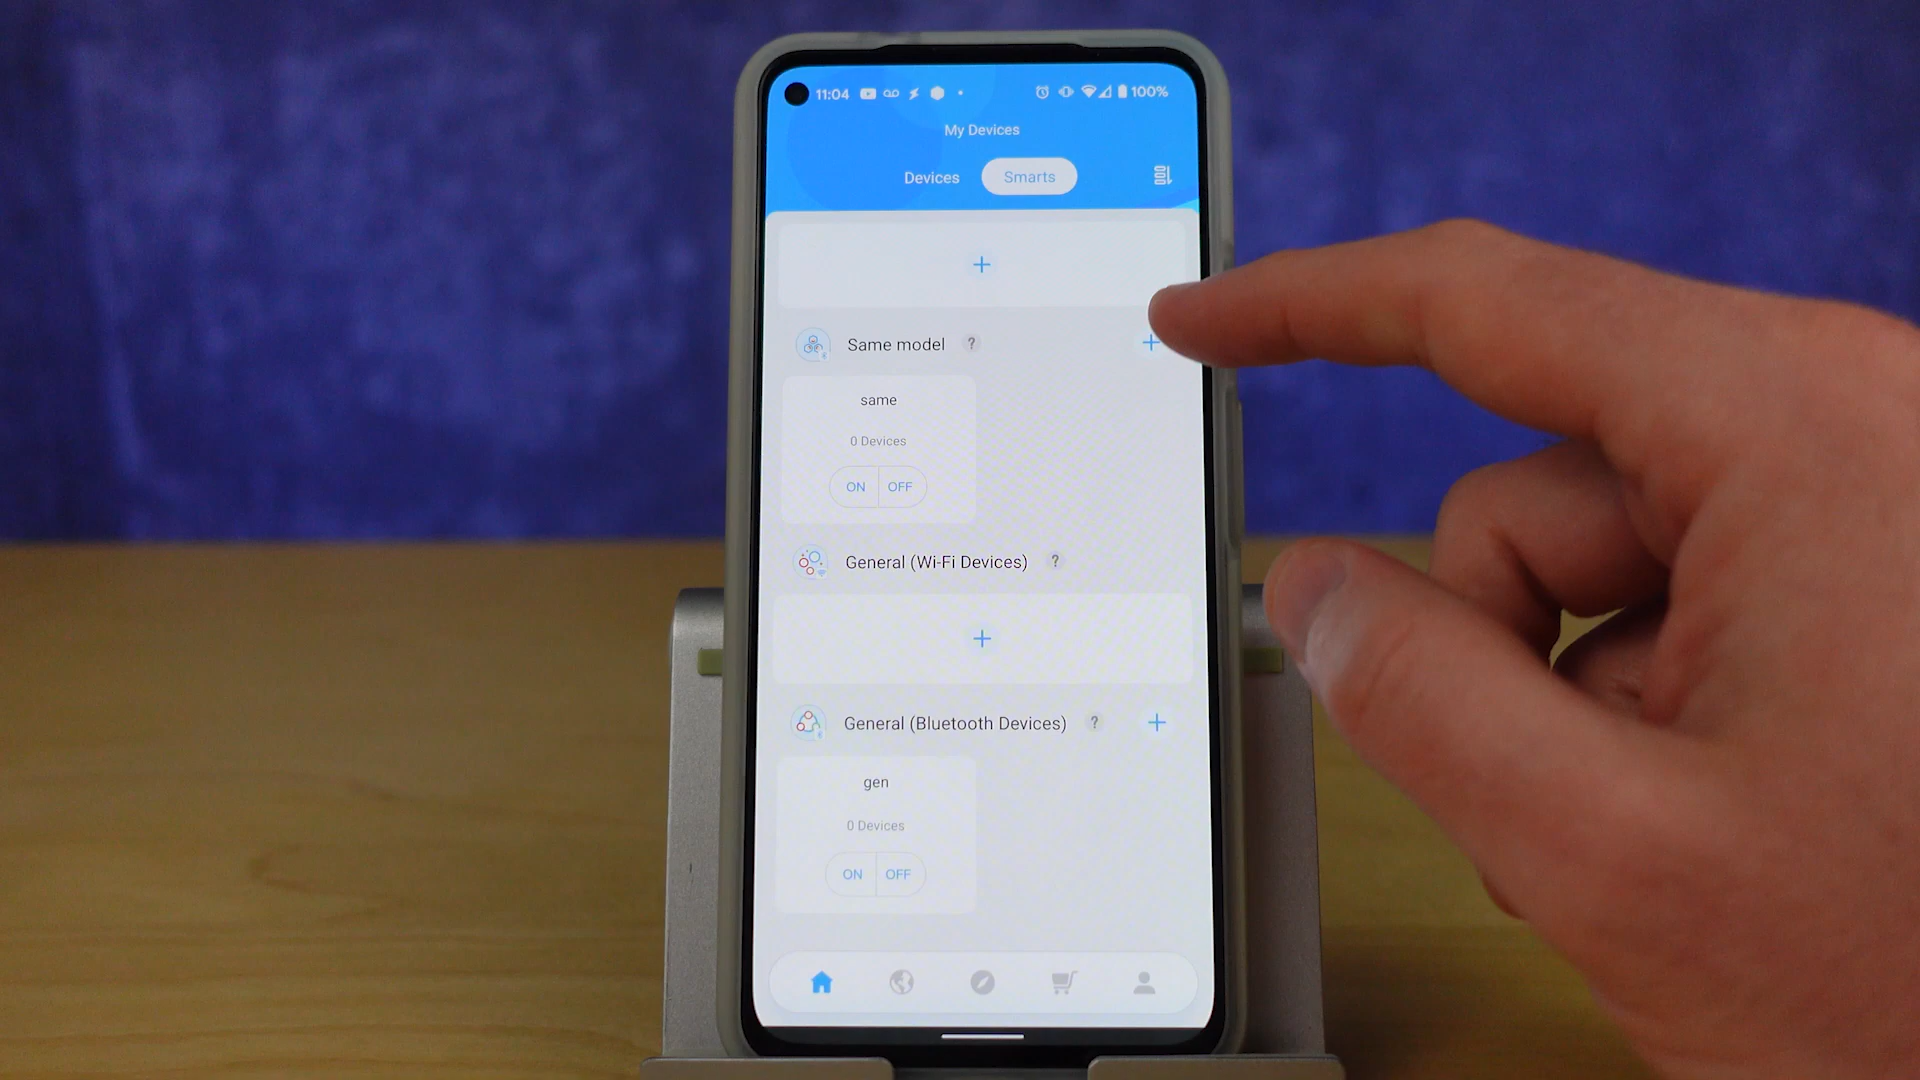 11:04 100%
My Devices
Devices Smarts
+
Same model ? +
same
0 Devices
ON OFF
General (Wi-Fi Devices) ?
+
General (Bluetooth Devices) ? +
gen
0 Devices
ON OFF